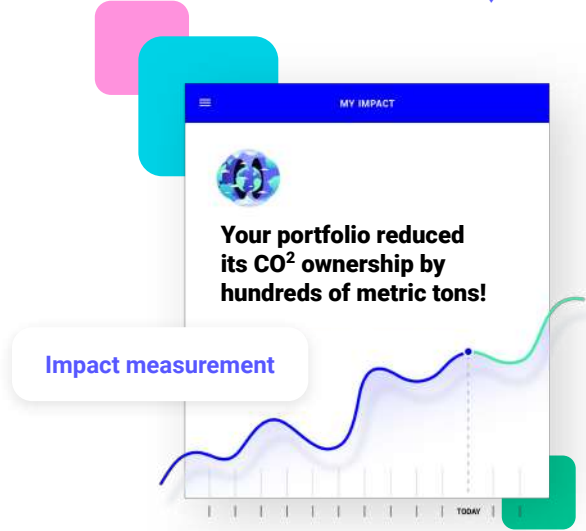 MY IMPACT
Your portfolio reduced
its CO² ownership by
hundreds of metric tons!
Impact measurement
TODAY